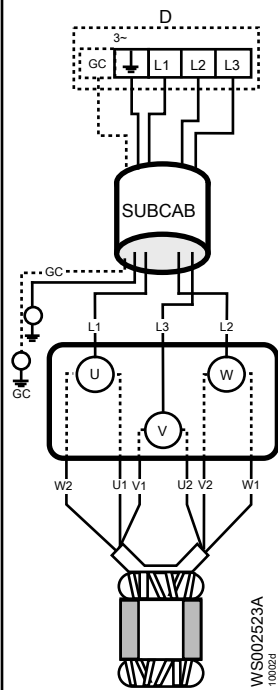 D
3~
GC L1 L2 L3
SUBCAB
GC
GC
L1 L3 L2
U W
V
W2 U1 V1 U2 V2 W1
WS002523A
10002d